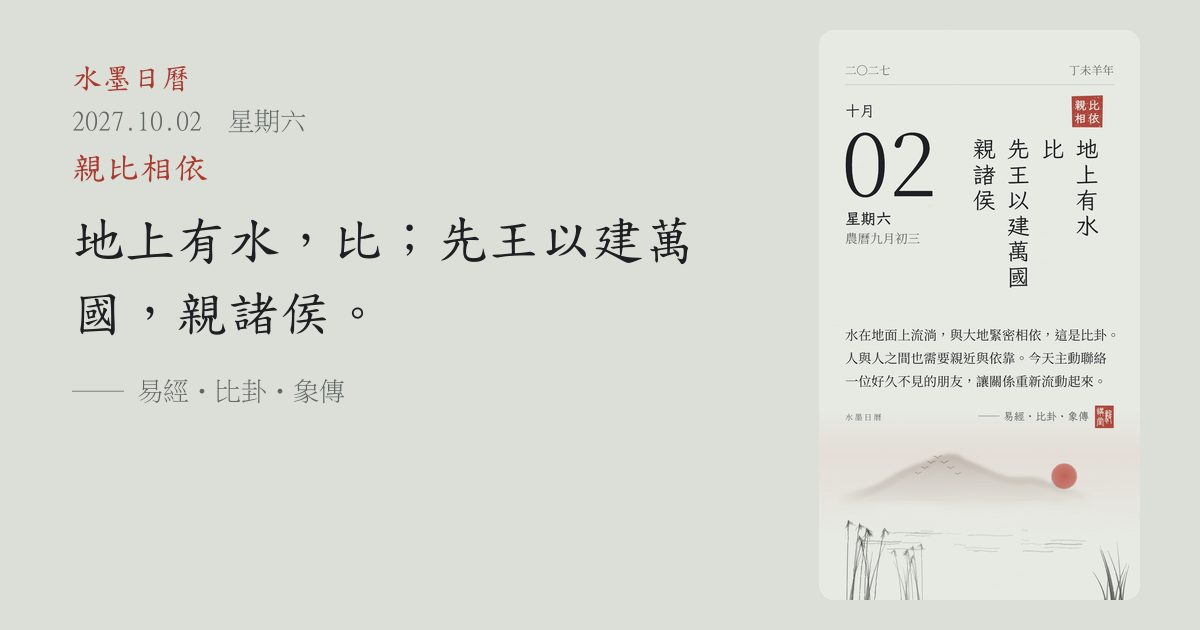 水墨日曆
2027.10.02 星期六
親比相依
地上有水，比；先王以建萬
國，親諸侯。
—— 易經・比卦・象傳
二〇二七
丁未羊年
十月
02
星期六
農曆九月初三
比依
親相
地上有水
比
先王以建萬國
親諸侯
水在地面上流淌，與大地緊密相依，這是比卦。
人與人之間也需要親近與依靠。今天主動聯絡
一位好久不見的朋友，讓關係重新流動起來。
水墨日曆
—— 易經・比卦・象傳